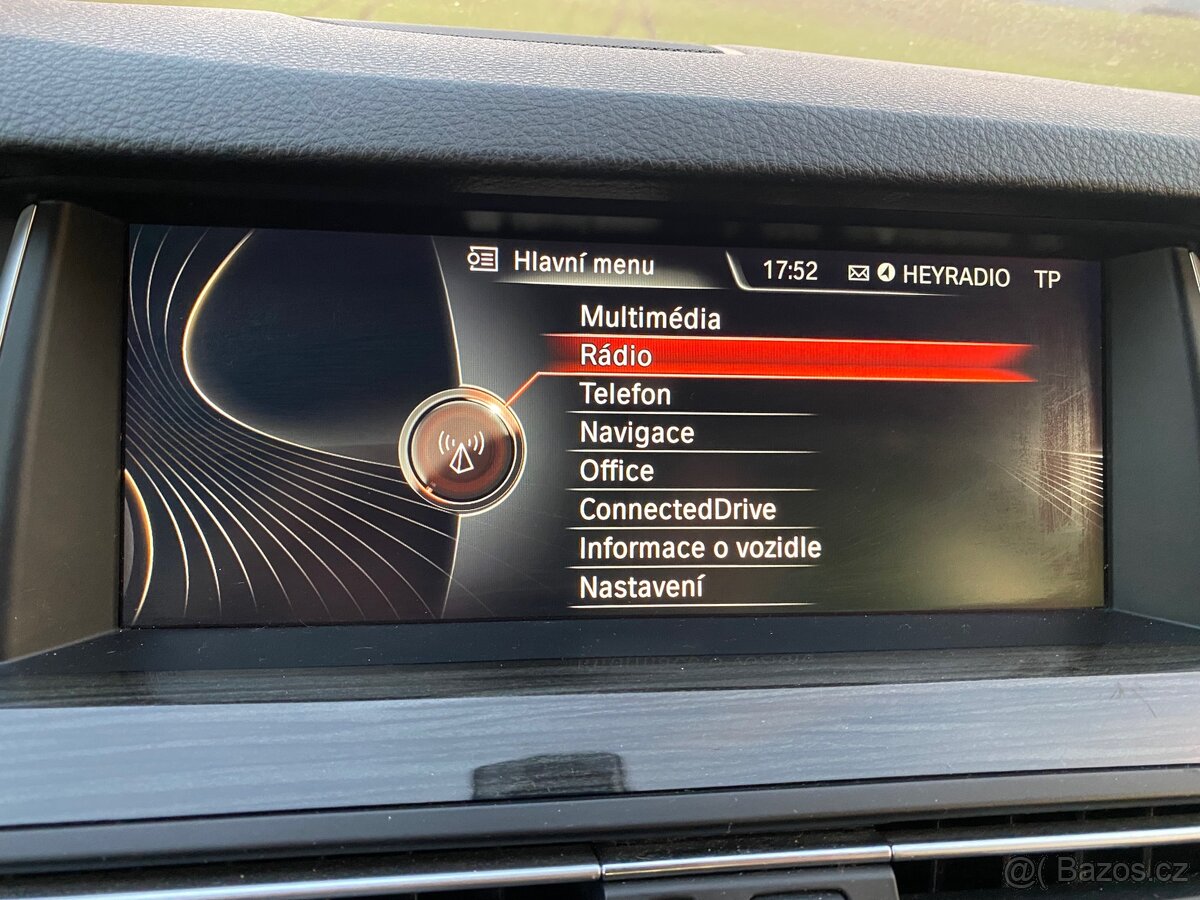 Hlavní menu 17:52 HEYRADIO TP
Multimédia
Rádio
Telefon
Navigace
Office
ConnectedDrive
Informace o vozidle
Nastavení
@( Bazos.cz